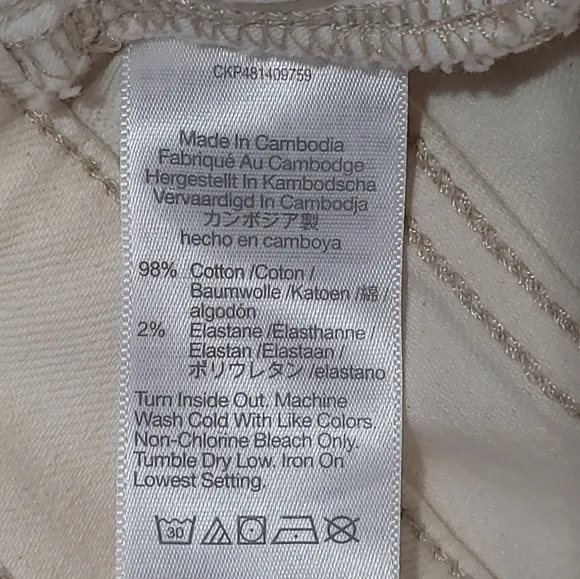 CKP481409759
Made In Cambodia
Fabriqué Au Cambodge
Hergestellt In Kambodscha
Vervaardigd In Cambodja
カンボジア製
hecho en camboya
98% Cotton /Coton /
Baumwolle /Katoen /綿 /
algodón
2% Elastane /Elasthanne /
Elastan /Elastaan /
ポリウレタン /elastano
Turn Inside Out. Machine
Wash Cold With Like Colors.
Non-Chlorine Bleach Only.
Tumble Dry Low. Iron On
Lowest Setting.
30